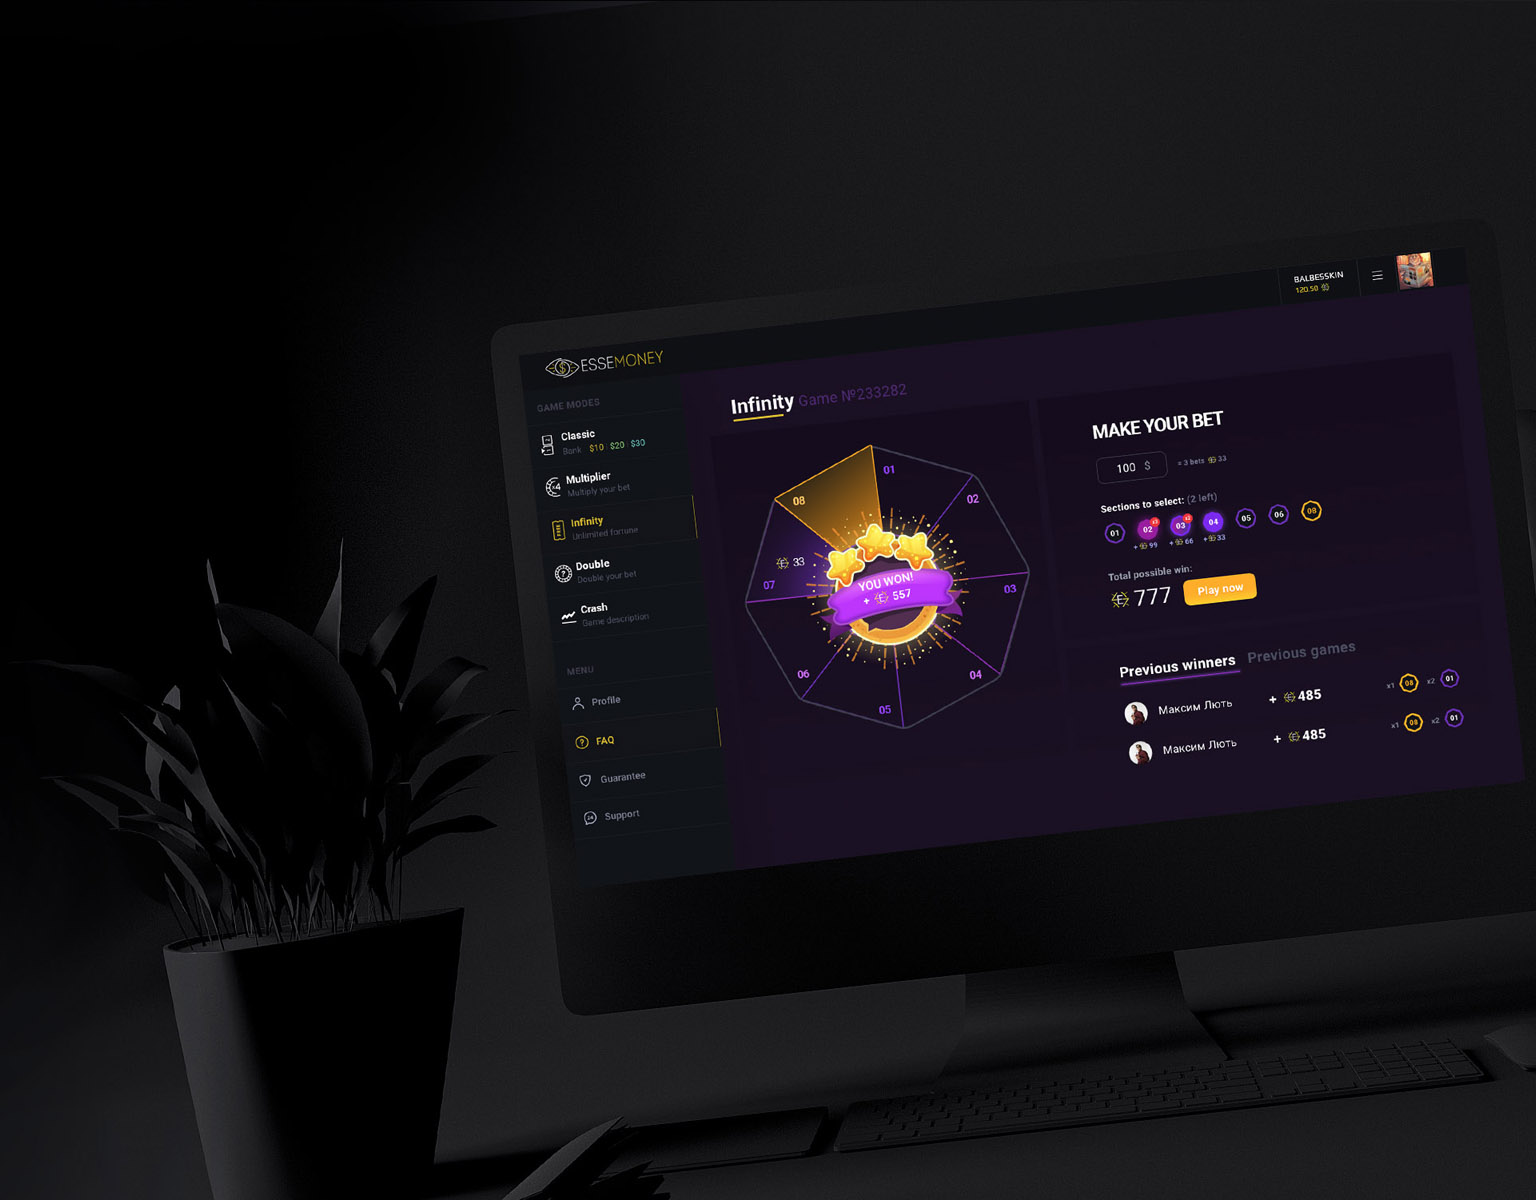 BALBESSKIN
120.50
ESSEMONEY
GAME MODES
Classic
Bank $10 $20 $30
Multiplier
Multiply your bet
Infinity
Unlimited fortune
Double
Double your bet
Crash
Game description
MENU
Profile
FAQ
Guarantee
Support
Infinity Game №233282
01
02
03
04
05
06
07
08
33
YOU WON!
+ 557
MAKE YOUR BET
100 $ = 3 bets 33
Sections to select: (2 left)
01 02 03 04 05 06 08
+ 99 + 66 + 33
Total possible win:
777 Play now
Previous winners Previous games
Максим Лють + 485 x1 08 x2 01
Максим Лють + 485 x1 08 x2 01